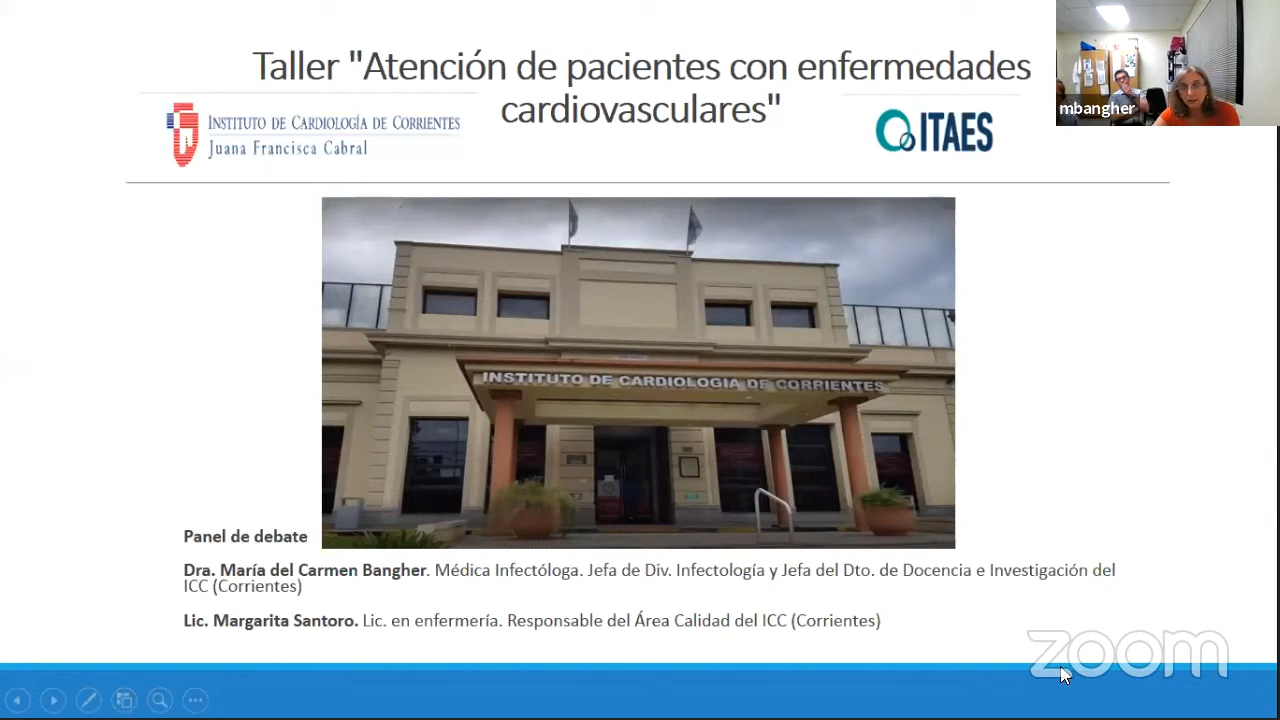 Taller "Atención de pacientes con enfermedades
cardiovasculares"
INSTITUTO DE CARDIOLOGÍA DE CORRIENTES
Juana Francisca Cabral
ITAES
mbangher
INSTITUTO DE CARDIOLOGIA DE CORRIENTES
Panel de debate
Dra. María del Carmen Bangher. Médica Infectóloga. Jefa de Div. Infectología y Jefa del Dto. de Docencia e Investigación del
ICC (Corrientes)
Lic. Margarita Santoro. Lic. en enfermería. Responsable del Área Calidad del ICC (Corrientes)
zoom